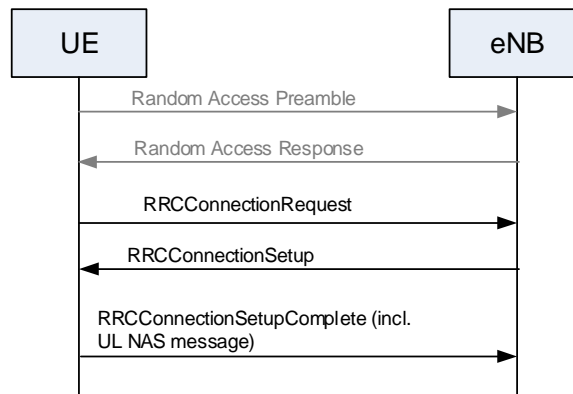 UE
eNB
Random Access Preamble
Random Access Response
RRCConnectionRequest
RRCConnectionSetup
RRCConnectionSetupComplete (incl.
UL NAS message)